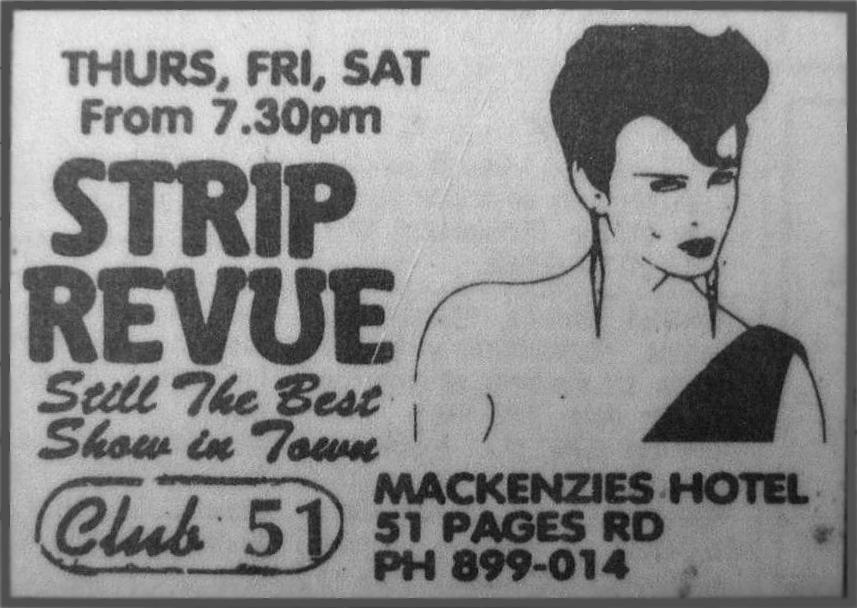 THURS, FRI, SAT
From 7.30pm
STRIP
REVUE
Still The Best
Show in Town
Club 51
MACKENZIES HOTEL
51 PAGES RD
PH 899-014